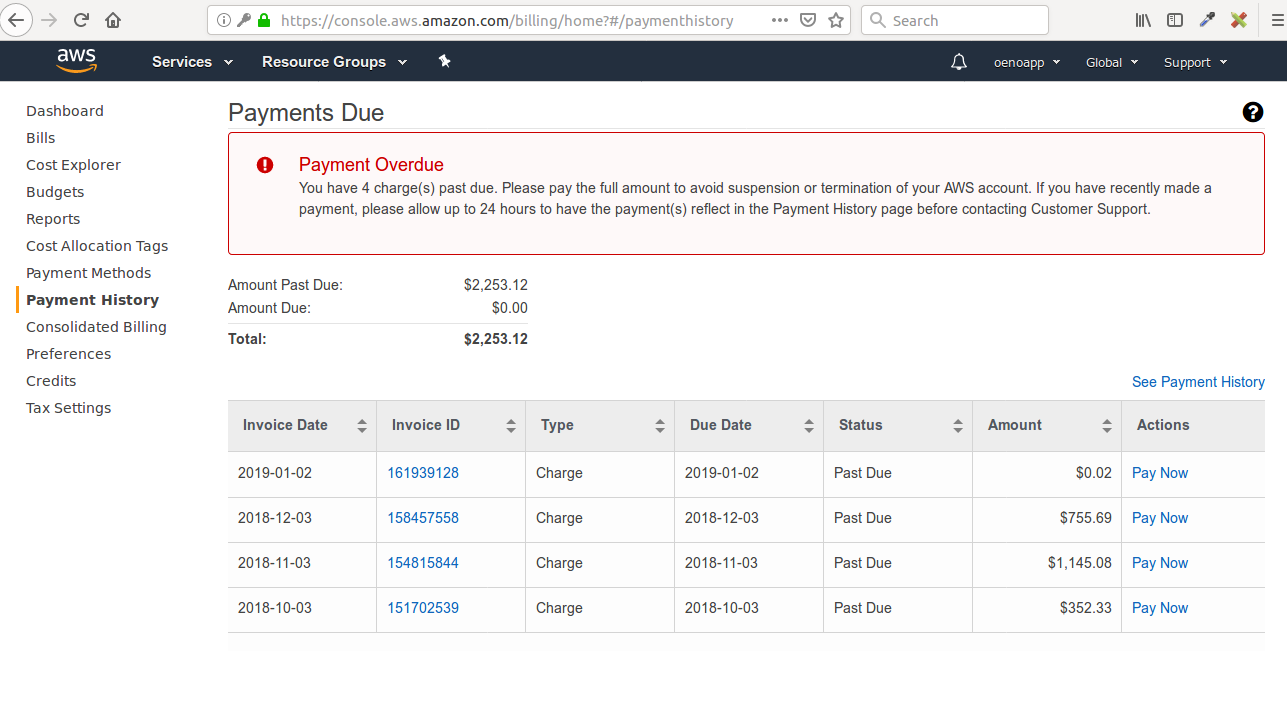 https://console.aws.amazon.com/billing/home?#/paymenthistory
Search
aws
Services
Resource Groups
oenoapp
Global
Support
Dashboard
Bills
Cost Explorer
Budgets
Reports
Cost Allocation Tags
Payment Methods
Payment History
Consolidated Billing
Preferences
Credits
Tax Settings
Payments Due
Payment Overdue
You have 4 charge(s) past due. Please pay the full amount to avoid suspension or termination of your AWS account. If you have recently made a
payment, please allow up to 24 hours to have the payment(s) reflect in the Payment History page before contacting Customer Support.
Amount Past Due: $2,253.12
Amount Due: $0.00
Total: $2,253.12
See Payment History
Invoice Date Invoice ID Type Due Date Status Amount Actions
2019-01-02 161939128 Charge 2019-01-02 Past Due $0.02 Pay Now
2018-12-03 158457558 Charge 2018-12-03 Past Due $755.69 Pay Now
2018-11-03 154815844 Charge 2018-11-03 Past Due $1,145.08 Pay Now
2018-10-03 151702539 Charge 2018-10-03 Past Due $352.33 Pay Now